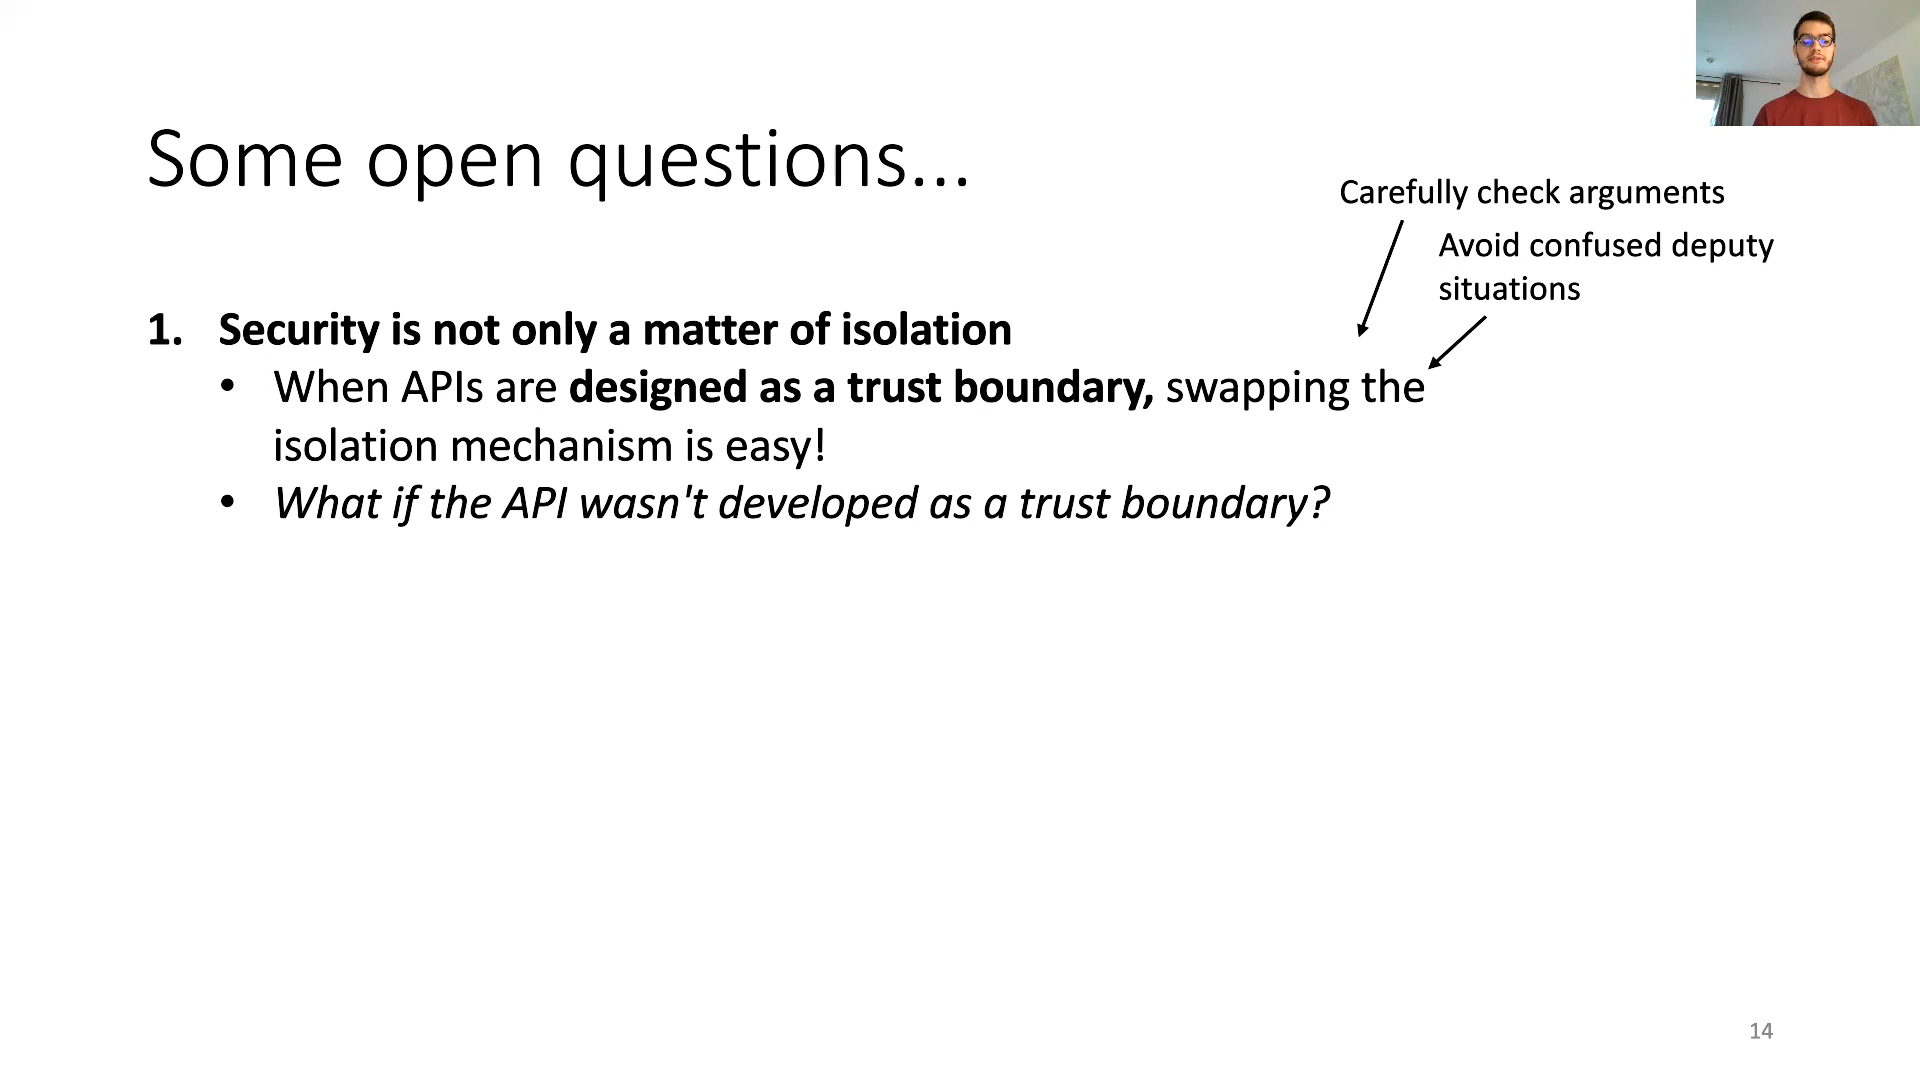 Some open questions...
Carefully check arguments
Avoid confused deputy
situations
1. Security is not only a matter of isolation
• When APIs are designed as a trust boundary, swapping the
isolation mechanism is easy!
• What if the API wasn't developed as a trust boundary?
14